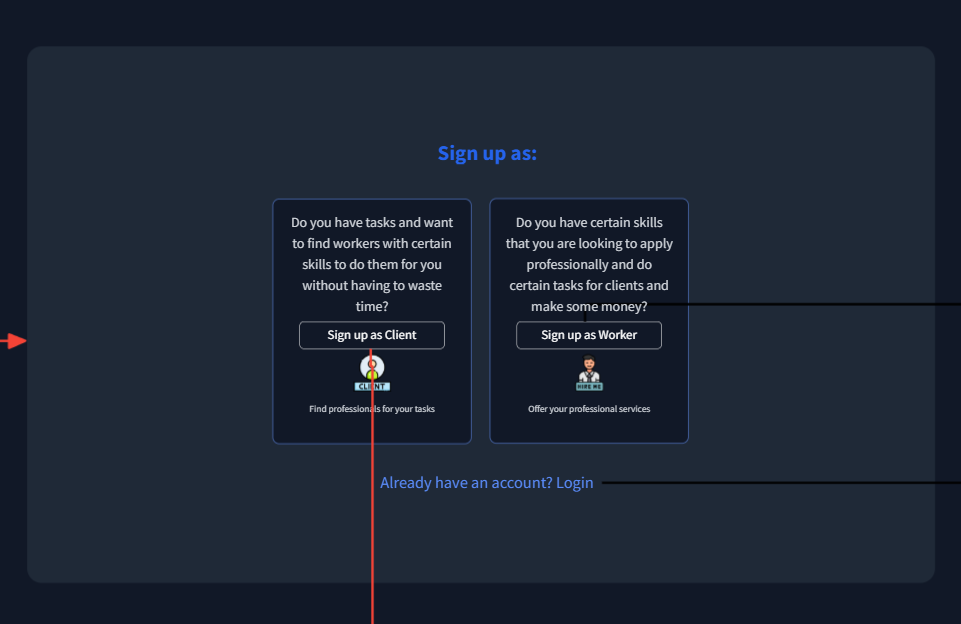 Sign up as:
Do you have tasks and want
to find workers with certain
skills to do them for you
without having to waste
time?
Sign up as Client
CLIENT
Find professionals for your tasks
Do you have certain skills
that you are looking to apply
professionally and do
certain tasks for clients and
make some money?
Sign up as Worker
HIRE ME
Offer your professional services
Already have an account? Login